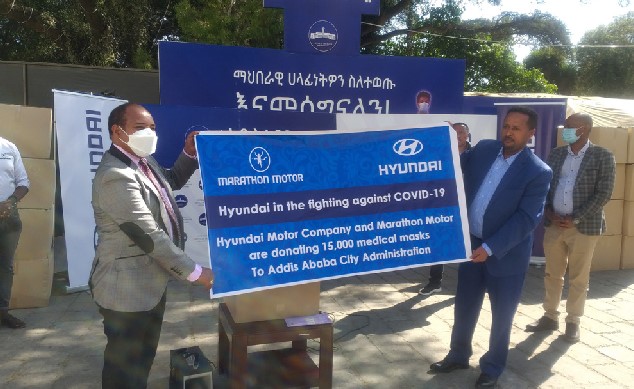 ማህበራዊ ሀላፊነትዎን ስለተወጡ
እናመሰግናለን!
HYUNDAI
MARATHON MOTOR
HYUNDAI
Hyundai in the fighting against COVID-19
Hyundai Motor Company and Marathon Motor
are donating 15,000 medical masks
To Addis Ababa City Administration